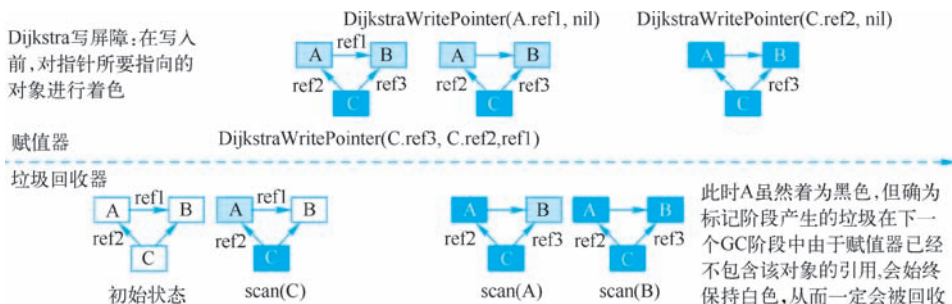 DijkstraWritePointer(A.ref1, nil)
DijkstraWritePointer(C.ref2, nil)
Dijkstra写屏障:在写入
前,对指针所要指向的
对象进行着色
A ref1 B
ref2 ref3
C
A B
ref2 ref3
C
A B
ref3
C
赋值器
DijkstraWritePointer(C.ref3, C.ref2,ref1)
垃圾回收器
A ref1 B
ref2
C
初始状态
A ref1 B
ref2
C
scan(C)
A B
ref2 ref3
C
scan(A)
A B
ref2 ref3
C
scan(B)
此时A虽然着为黑色,但确为
标记阶段产生的垃圾在下一
个GC阶段中由于赋值器已经
不包含该对象的引用,会始终
保持白色,从而一定会被回收